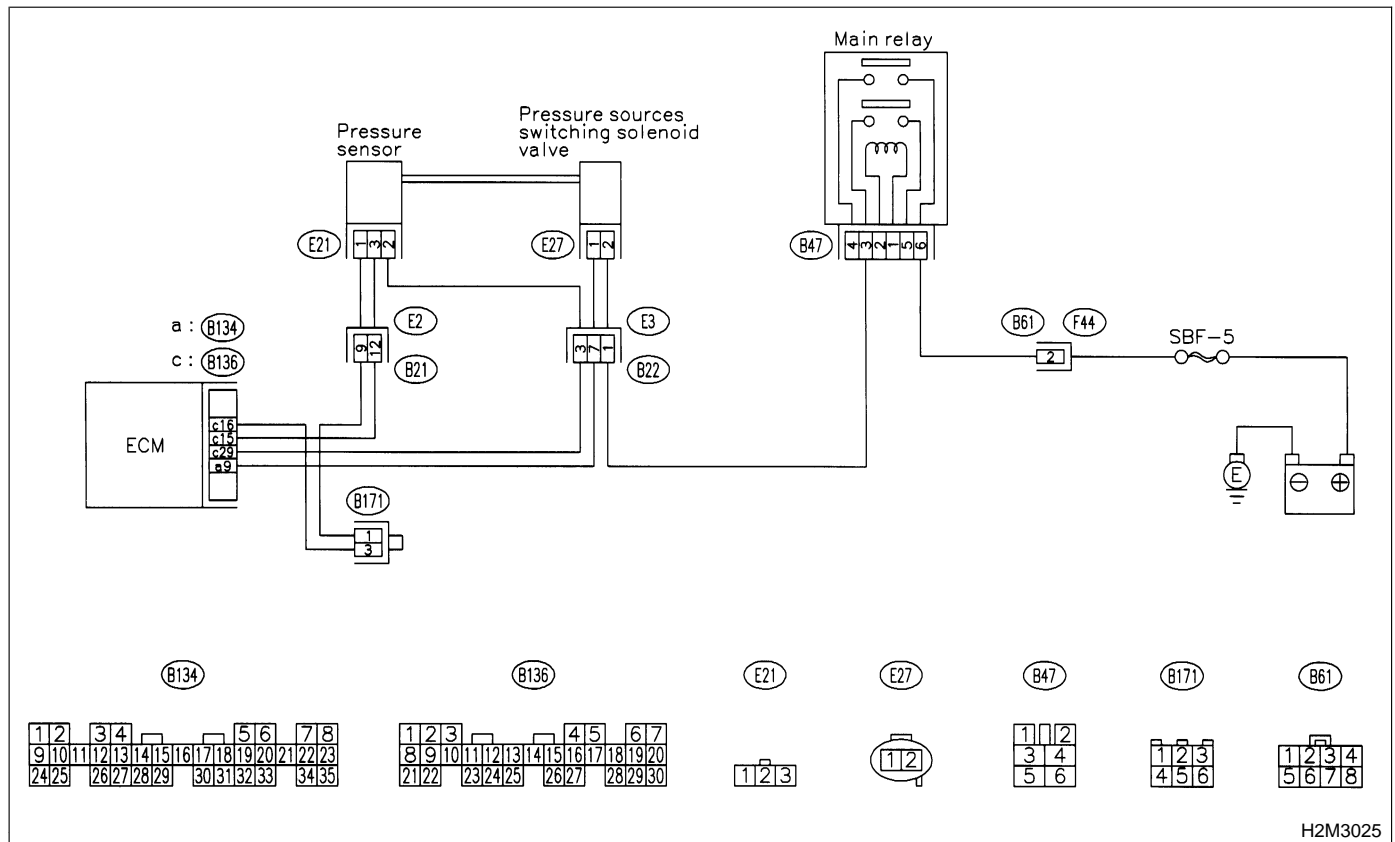 Main relay
Pressure sources
switching solenoid
valve
Pressure
sensor
E21
1 3 2
E27
1 2
B47
4 3 2 1 5 6
a : B134
c : B136
E2
9 12
B21
E3
3 7 1
B22
B61
F44
2
SBF-5
ECM
c16
c15
c29
a9
E
⊖ ⊕
B171
1
3
B134
B136
E21
E27
B47
B171
B61
1 2 3 4 5 6 7 8
9 10 11 12 13 14 15 16 17 18 19 20 21 22 23
24 25 26 27 28 29 30 31 32 33 34 35
1 2 3 4 5 6 7
8 9 10 11 12 13 14 15 16 17 18 19 20
21 22 23 24 25 26 27 28 29 30
1 2 3
1 2
1 2
3 4
5 6
1 2 3
4 5 6
1 2 3 4
5 6 7 8
H2M3025